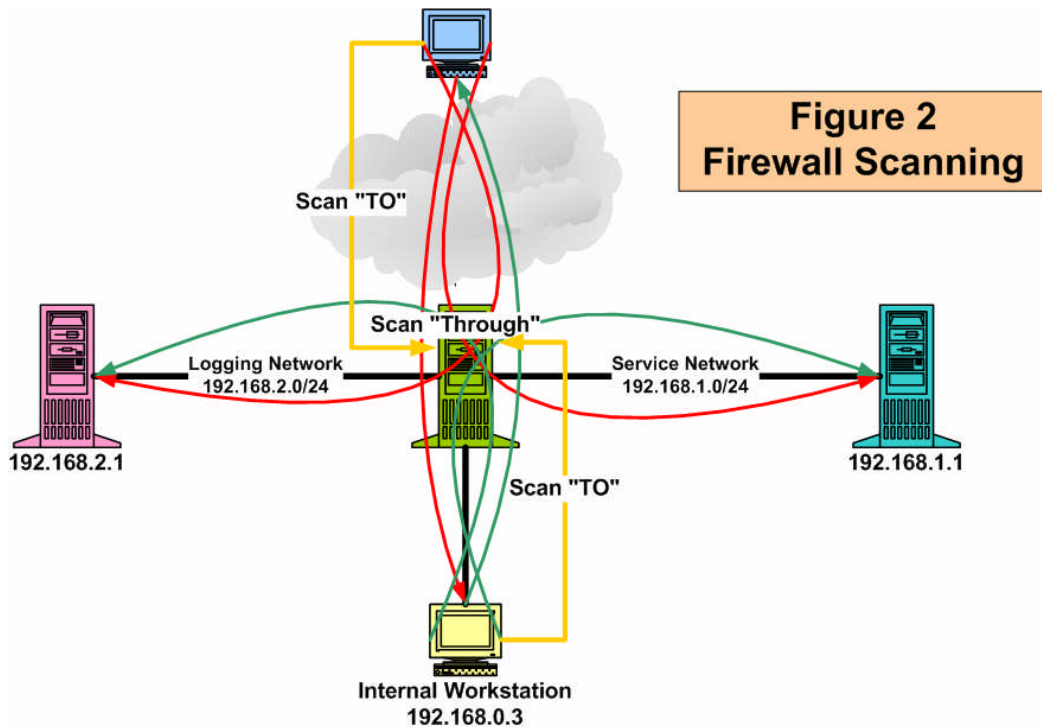 Figure 2
Firewall Scanning
Scan "TO"
Scan "Through"
Logging Network
192.168.2.0/24
Service Network
192.168.1.0/24
192.168.2.1
192.168.1.1
Scan "TO"
Internal Workstation
192.168.0.3